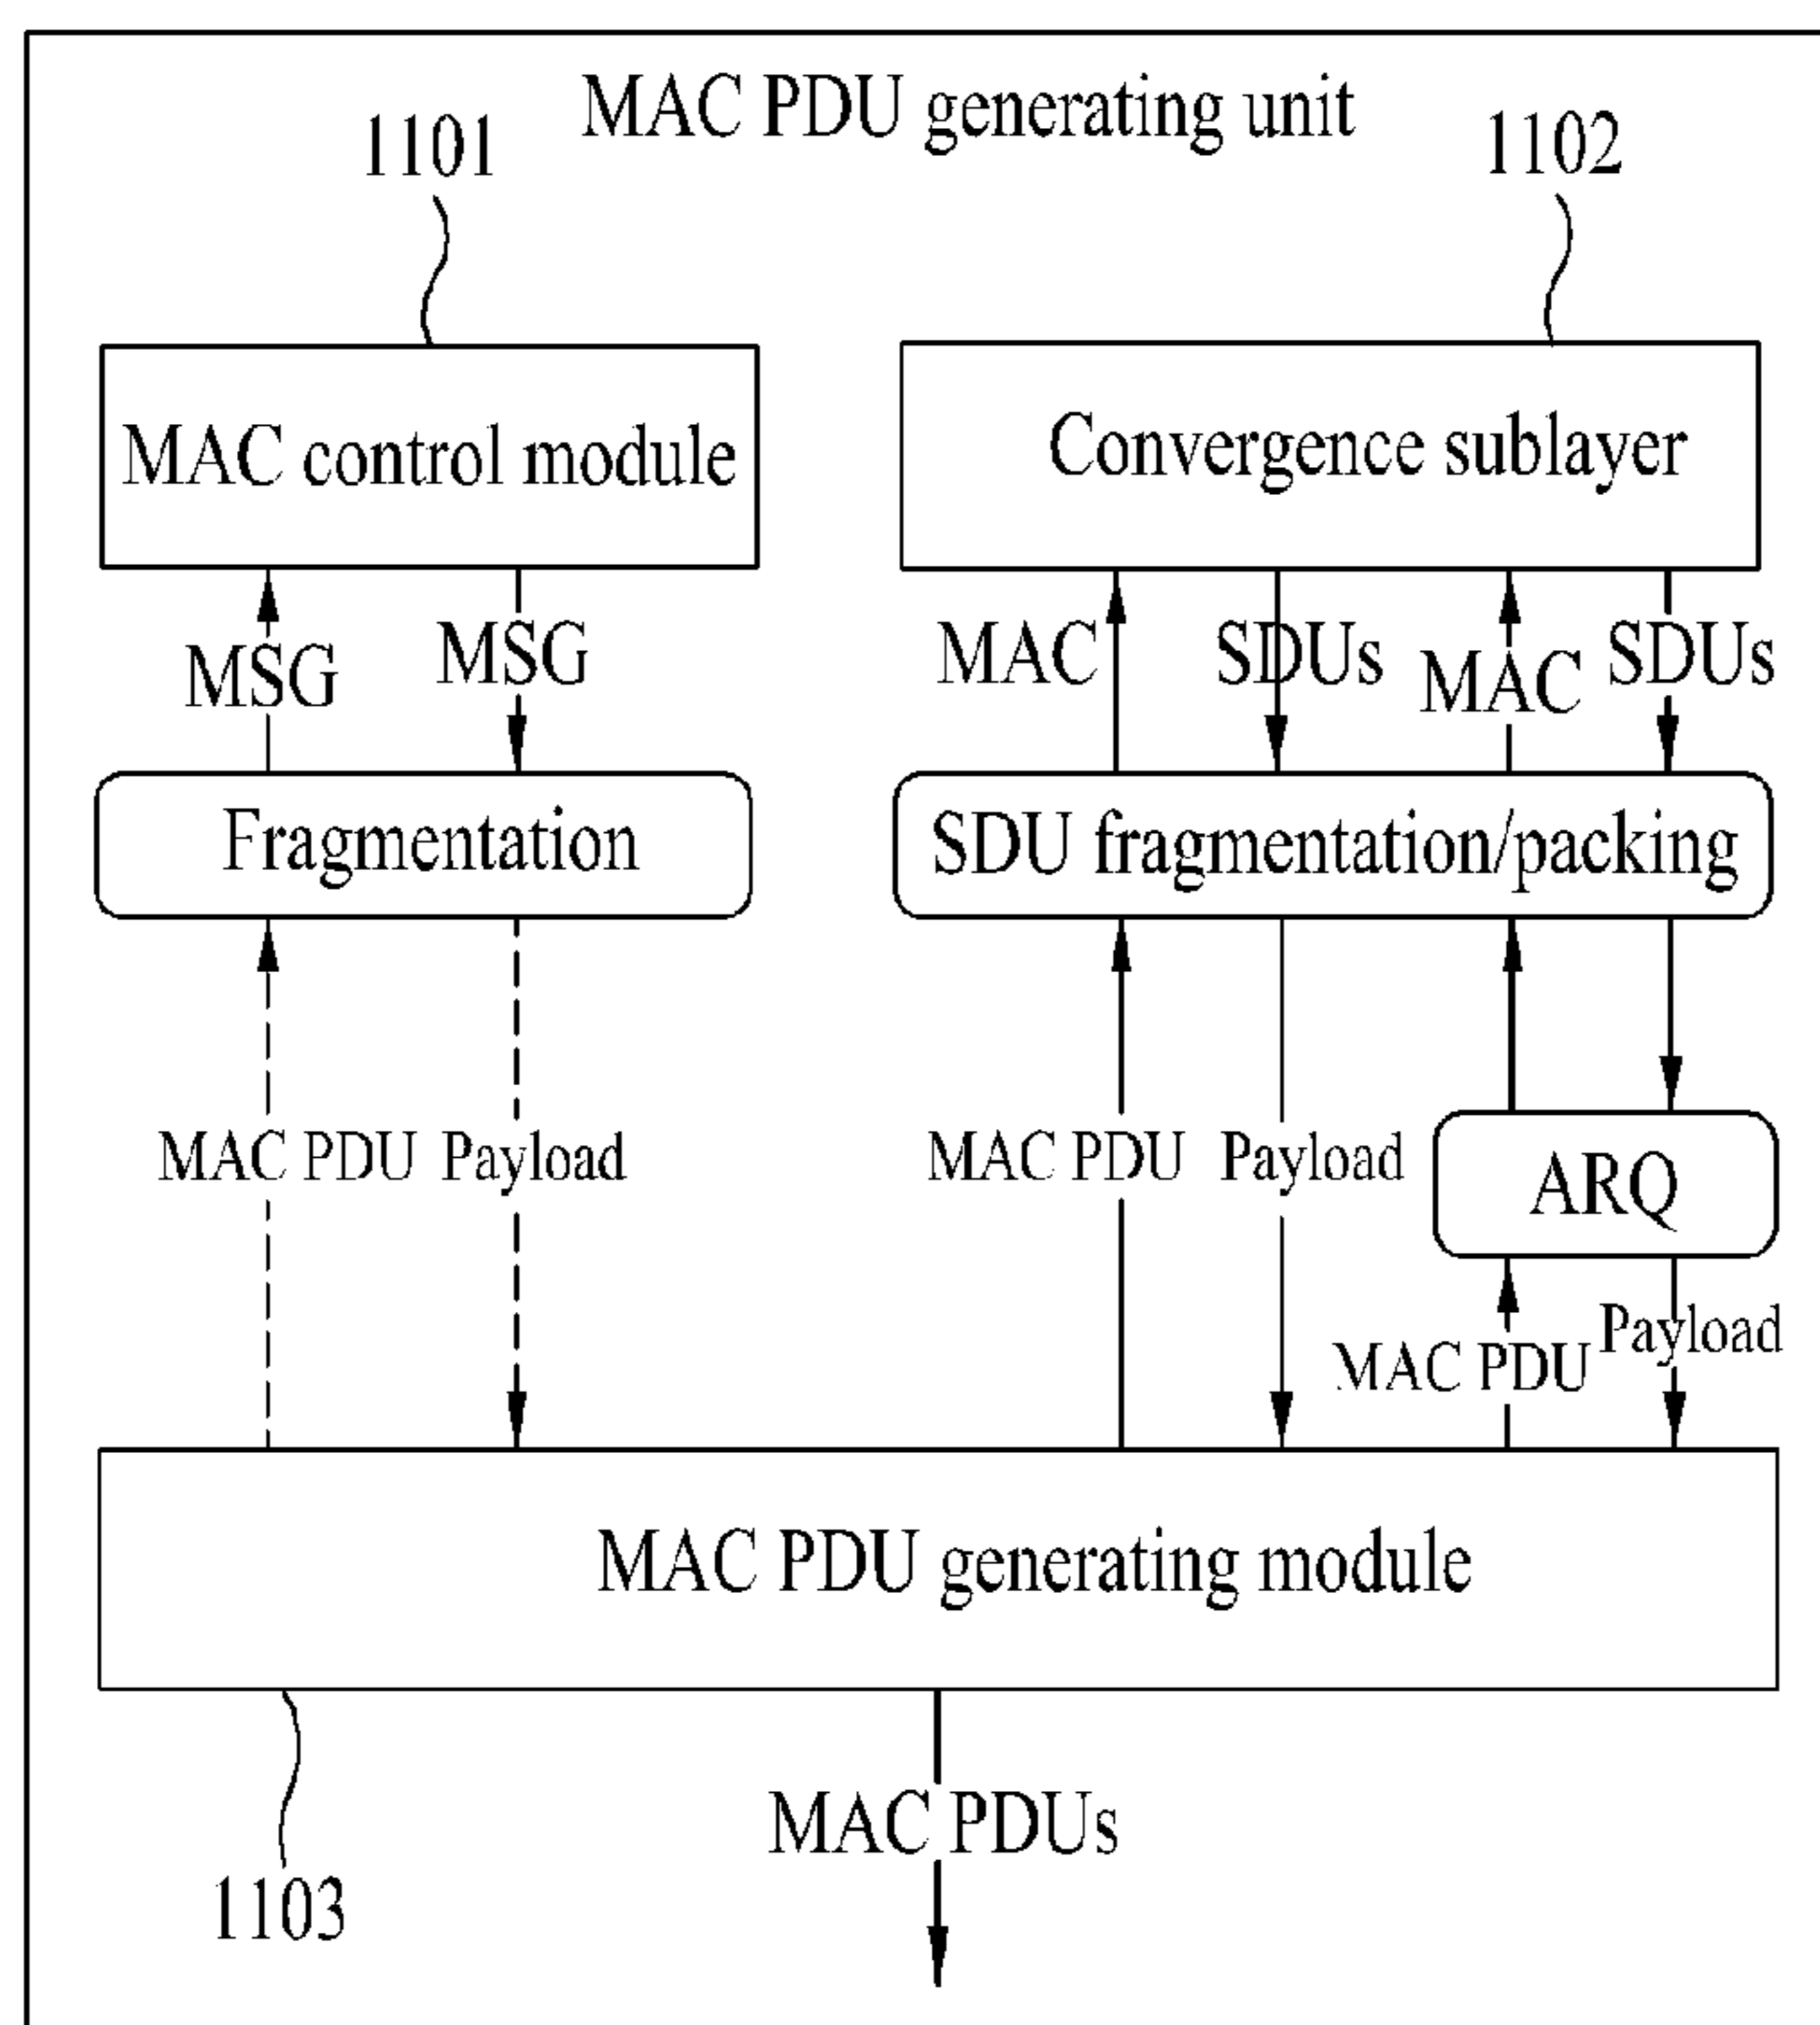 MAC PDU generating unit
1101
1102
MAC control module
Convergence sublayer
MSG
MSG
MAC
SDUs
MAC
SDUs
Fragmentation
SDU fragmentation/packing
MAC PDU Payload
MAC PDU Payload
ARQ
MAC PDU
Payload
MAC PDU generating module
MAC PDUs
1103